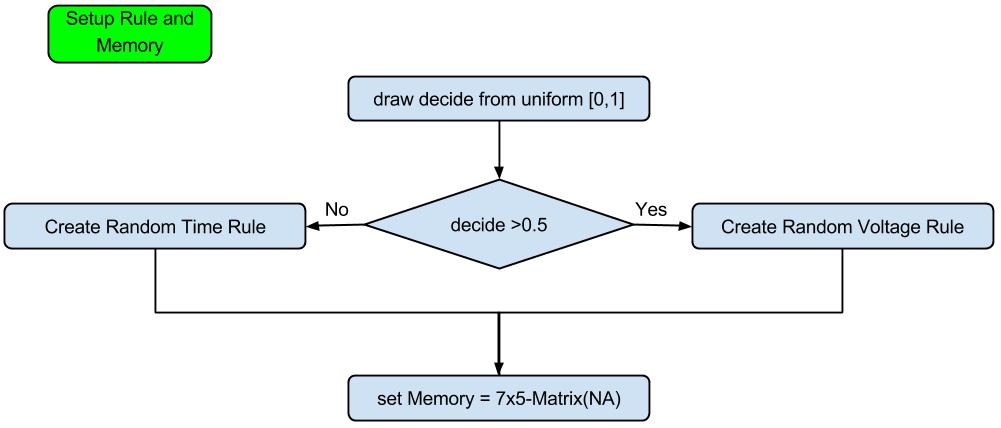 Setup Rule and
Memory
draw decide from uniform [0,1]
No
Yes
Create Random Time Rule
decide >0.5
Create Random Voltage Rule
set Memory = 7x5-Matrix(NA)